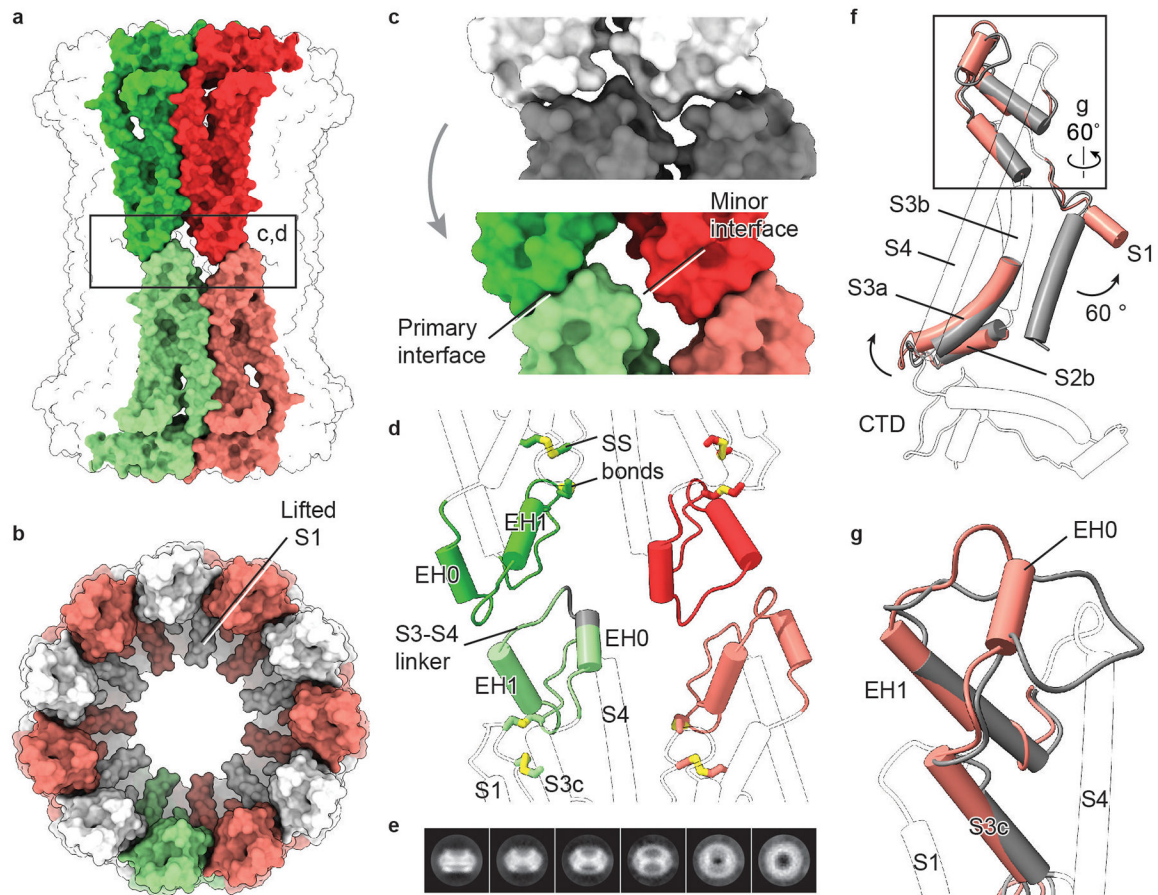 a
c,d
b
Lifted
S1
c
Minor
interface
Primary
interface
d
SS
bonds
EH1
EH0
S3-S4
linker
EH0
EH1
S4
S1
S3c
e
f
g
60°
S3b
S4
S1
S3a
60 °
S2b
CTD
g
EH0
EH1
S4
S3c
S1